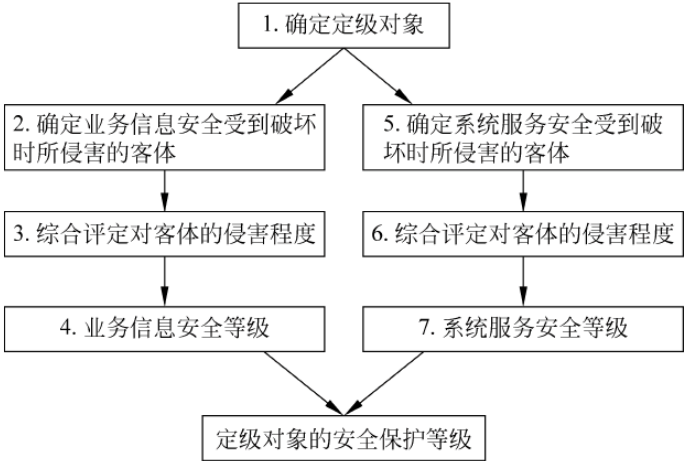 1. 确定定级对象
2. 确定业务信息安全受到破坏
时所侵害的客体
5. 确定系统服务安全受到破
坏时所侵害的客体
3. 综合评定对客体的侵害程度
6. 综合评定对客体的侵害程度
4. 业务信息安全等级
7. 系统服务安全等级
定级对象的安全保护等级